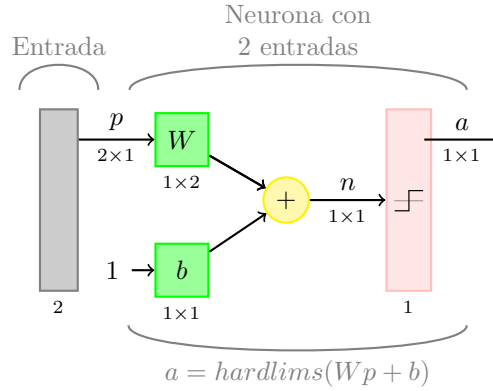 Neurona con
2 entradas
Entrada
p
2×1
W
1×2
+
n
1×1
a
1×1
1
b
1×1
2
1
a = hardlims(Wp + b)